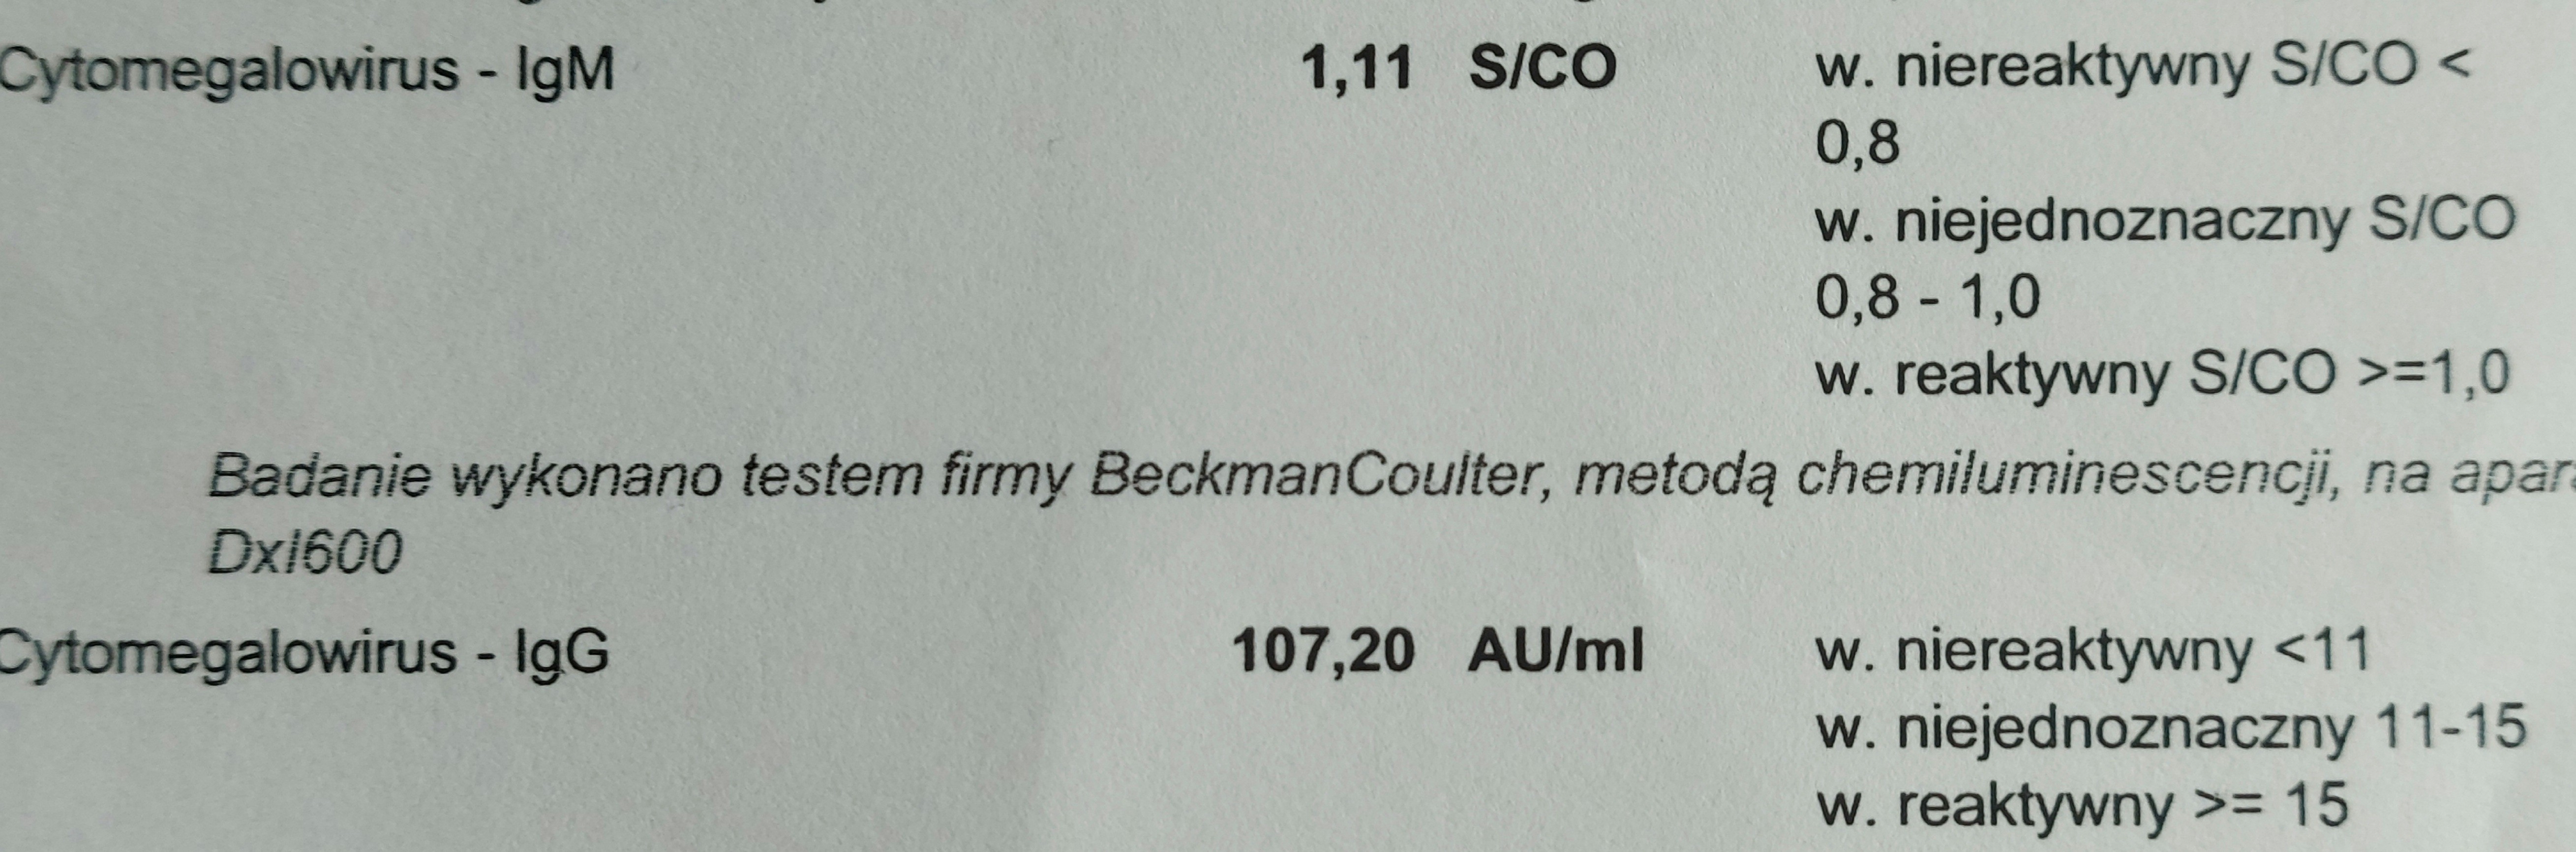 Cytomegalowirus - IgM 1,11 S/CO w. niereaktywny S/CO <
0,8
w. niejednoznaczny S/CO
0,8 - 1,0
w. reaktywny S/CO >=1,0
Badanie wykonano testem firmy BeckmanCoulter, metodą chemiluminescencji, na
DxI600
Cytomegalowirus - IgG 107,20 AU/ml w. niereaktywny <11
w. niejednoznaczny 11-15
w. reaktywny >= 15